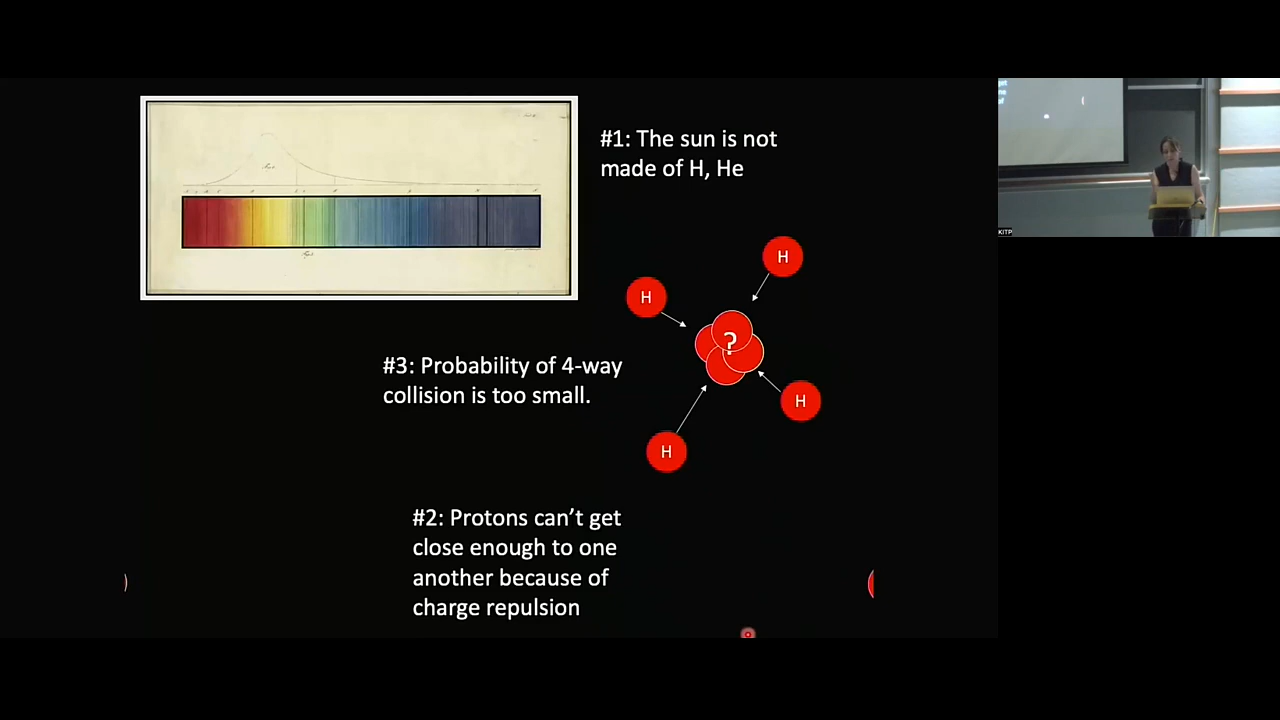 #1: The sun is not
made of H, He
H
H
?
#3: Probability of 4-way
collision is too small.
H
H
#2: Protons can’t get
close enough to one
another because of
charge repulsion
KITP